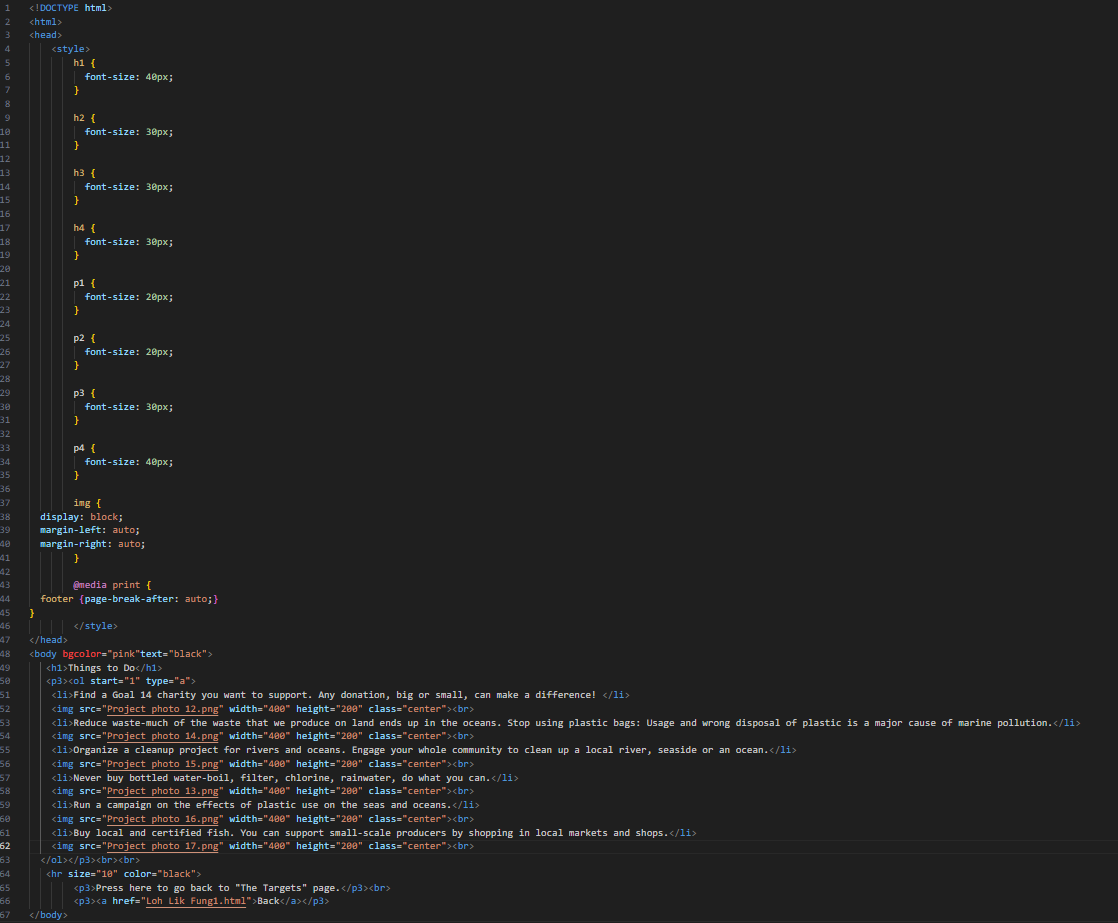 1 <!DOCTYPE html>
2 <html>
3 <head>
4 <style>
5 h1 {
6 font-size: 40px;
7 }
8
9 h2 {
10 font-size: 30px;
11 }
12
13 h3 {
14 font-size: 30px;
15 }
16
17 h4 {
18 font-size: 30px;
19 }
20
21 p1 {
22 font-size: 20px;
23 }
24
25 p2 {
26 font-size: 20px;
27 }
28
29 p3 {
30 font-size: 30px;
31 }
32
33 p4 {
34 font-size: 40px;
35 }
36
37 img {
38 display: block;
39 margin-left: auto;
40 margin-right: auto;
41 }
42
43 @media print {
44 footer {page-break-after: auto;}
45 }
46 </style>
47 </head>
48 <body bgcolor="pink"text="black">
49 <h1>Things to Do</h1>
50 <p3><ol start="1" type="a">
51 <li>Find a Goal 14 charity you want to support. Any donation, big or small, can make a difference! </li>
52 <img src="Project photo 12.png" width="400" height="200" class="center"><br>
53 <li>Reduce waste-much of the waste that we produce on land ends up in the oceans. Stop using plastic bags: Usage and wrong disposal of plastic is a major cause of marine pollution.</li>
54 <img src="Project photo 14.png" width="400" height="200" class="center"><br>
55 <li>Organize a cleanup project for rivers and oceans. Engage your whole community to clean up a local river, seaside or an ocean.</li>
56 <img src="Project photo 15.png" width="400" height="200" class="center"><br>
57 <li>Never buy bottled water-boil, filter, chlorine, rainwater, do what you can.</li>
58 <img src="Project photo 13.png" width="400" height="200" class="center"><br>
59 <li>Run a campaign on the effects of plastic use on the seas and oceans.</li>
60 <img src="Project photo 16.png" width="400" height="200" class="center"><br>
61 <li>Buy local and certified fish. You can support small-scale producers by shopping in local markets and shops.</li>
62 <img src="Project photo 17.png" width="400" height="200" class="center"><br>
63 </ol></p3><br><br>
64 <hr size="10" color="black">
65 <p3>Press here to go back to "The Targets" page.</p3><br>
66 <p3><a href="Loh Lik Fung1.html">Back</a></p3>
67 </body>